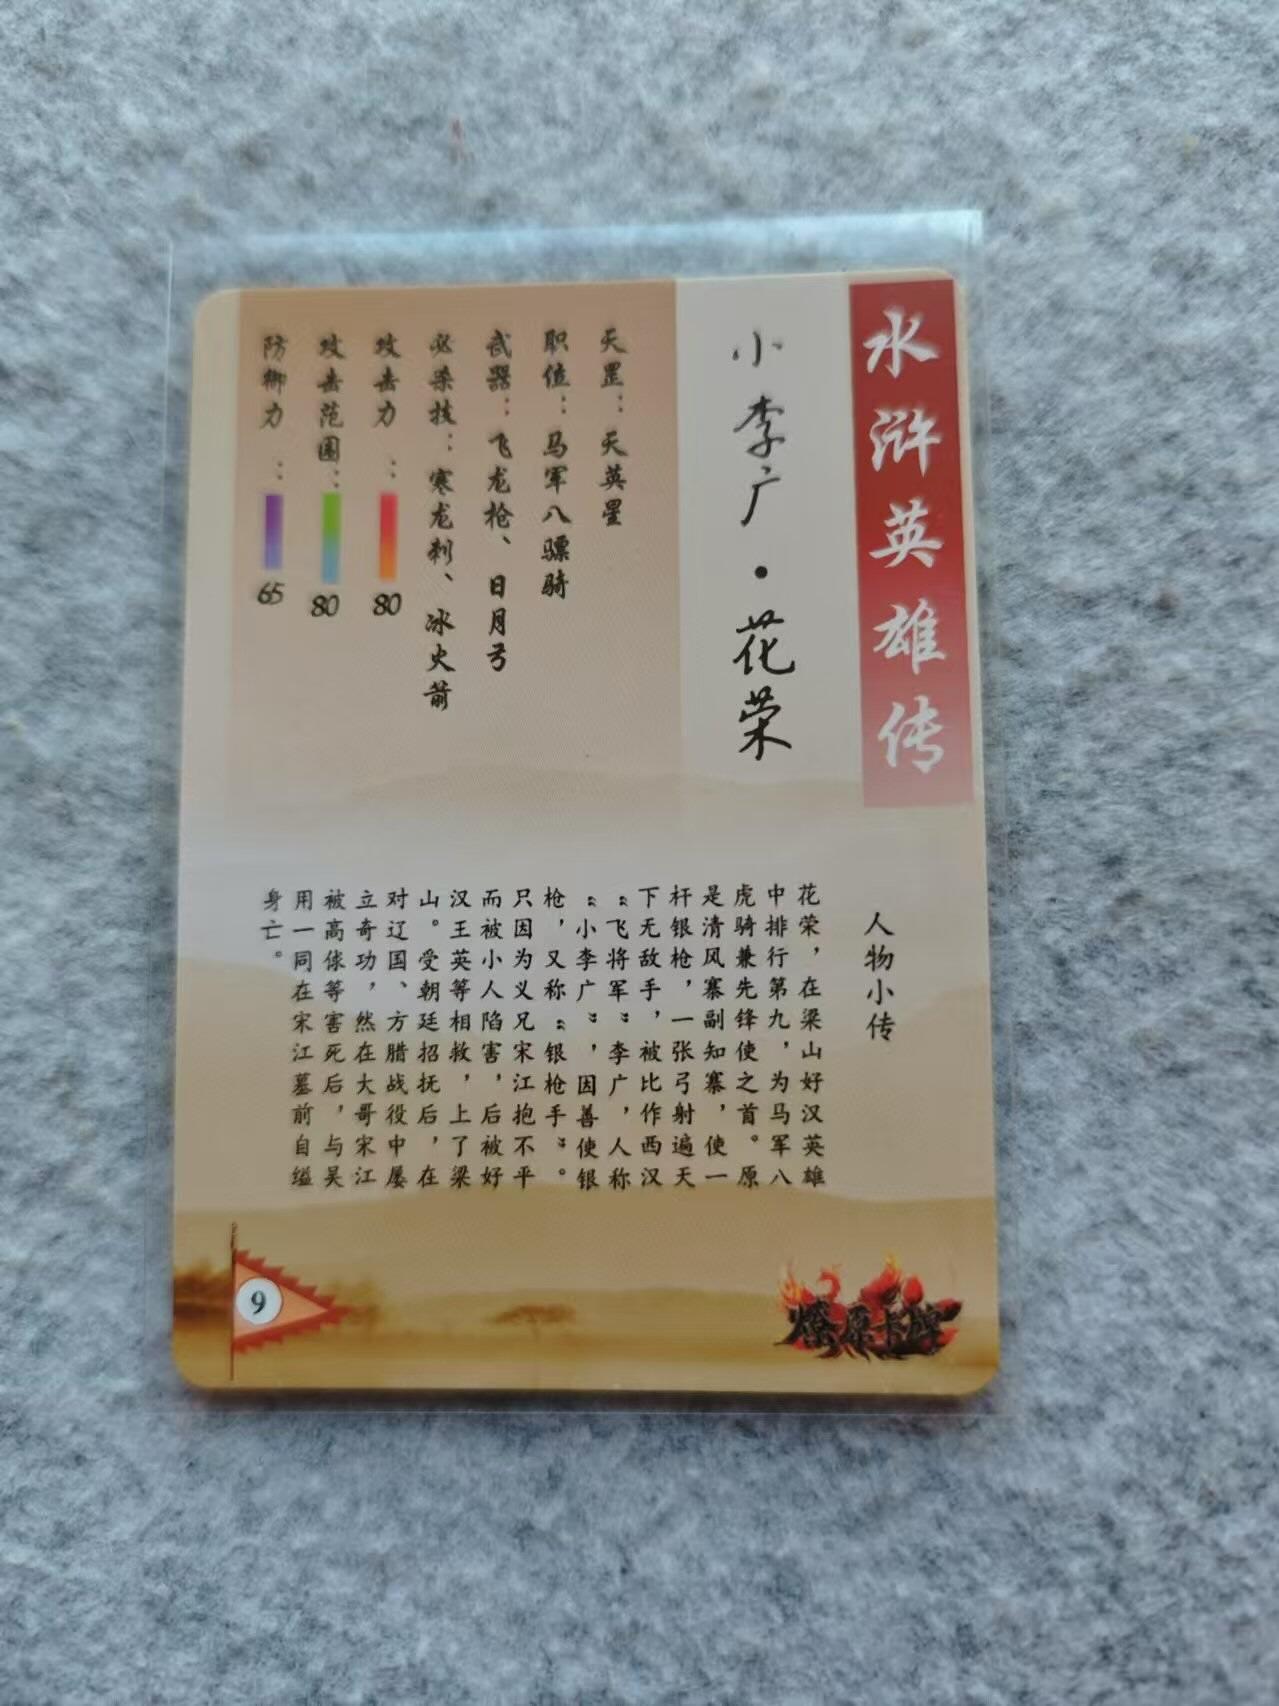 水浒英雄传
小李广·花荣
天罡：天英星
职位：马军八骠骑
武器：飞龙枪、日月弓
必杀技：寒龙刺、冰火箭
攻击力：80
攻击范围：80
防御力：65
人物小传
花荣，在梁山好汉英雄
中排行第九，为马军八
虎骑兼先锋使之首。原
是清风寨副知寨，使一
杆银枪，一张弓射遍天
下无敌手，被比作西汉
“飞将军”李广，人称
“小李广”，因善使银
枪，又称“银枪手”。
只因为义兄宋江抱不平
而被小人陷害，后被好
汉王英等相救，上了梁
山。受朝廷招抚后，在
对辽国、方腊战役中屡
立奇功，然在大哥宋江
被高俅等害死后，与吴
用一同在宋江墓前自缢
身亡。
燎原卡牌
9